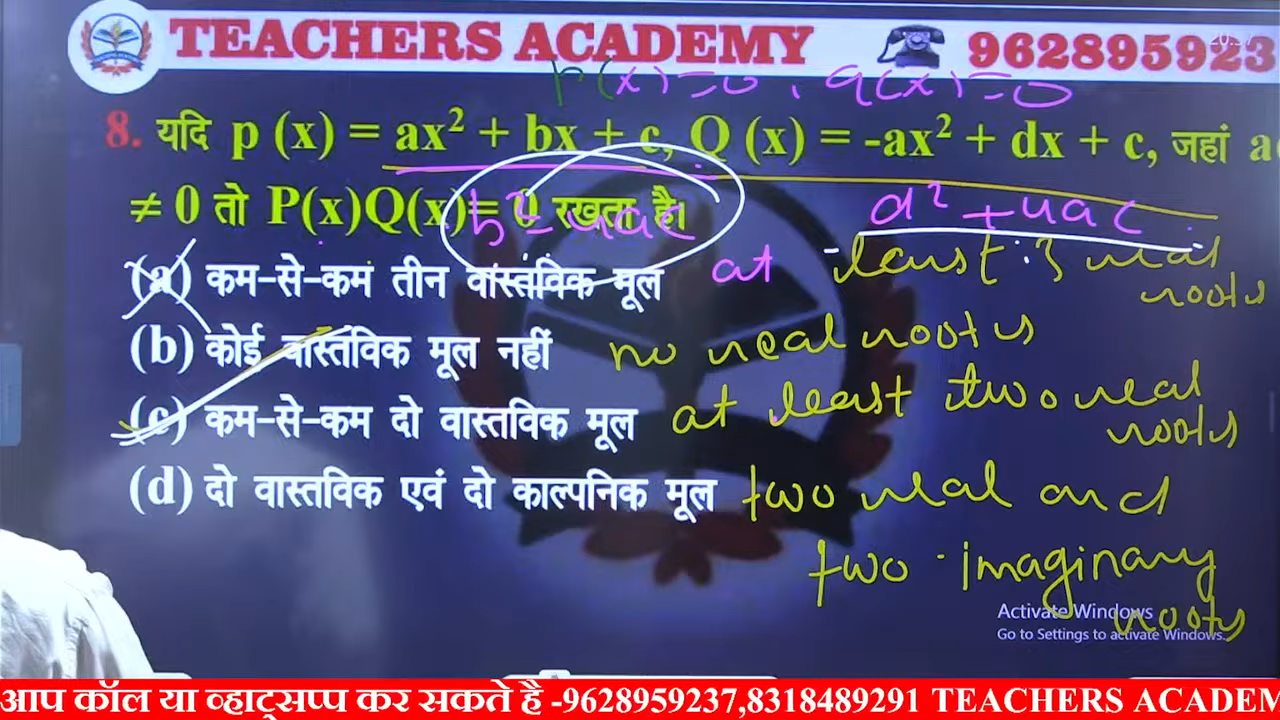 TEACHERS ACADEMY 962895923
20:37
p(x)=0, q(x)=0
8. यदि p (x) = ax² + bx + c, Q (x) = -ax² + dx + c, जहां a
≠ 0 तो P(x)Q(x)= 0 रखता है।
b² - 4ac
d² + 4ac
(a) कम-से-कम तीन वास्तविक मूल at least 3 real roots
(b) कोई वास्तविक मूल नहीं no real roots
(c) कम-से-कम दो वास्तविक मूल at least two real roots
(d) दो वास्तविक एवं दो काल्पनिक मूल two real and
two imaginary
roots
Activate Windows
Go to Settings to activate Windows.
आप कॉल या व्हाट्सप्प कर सकते है -9628959237,8318489291 TEACHERS ACADEM